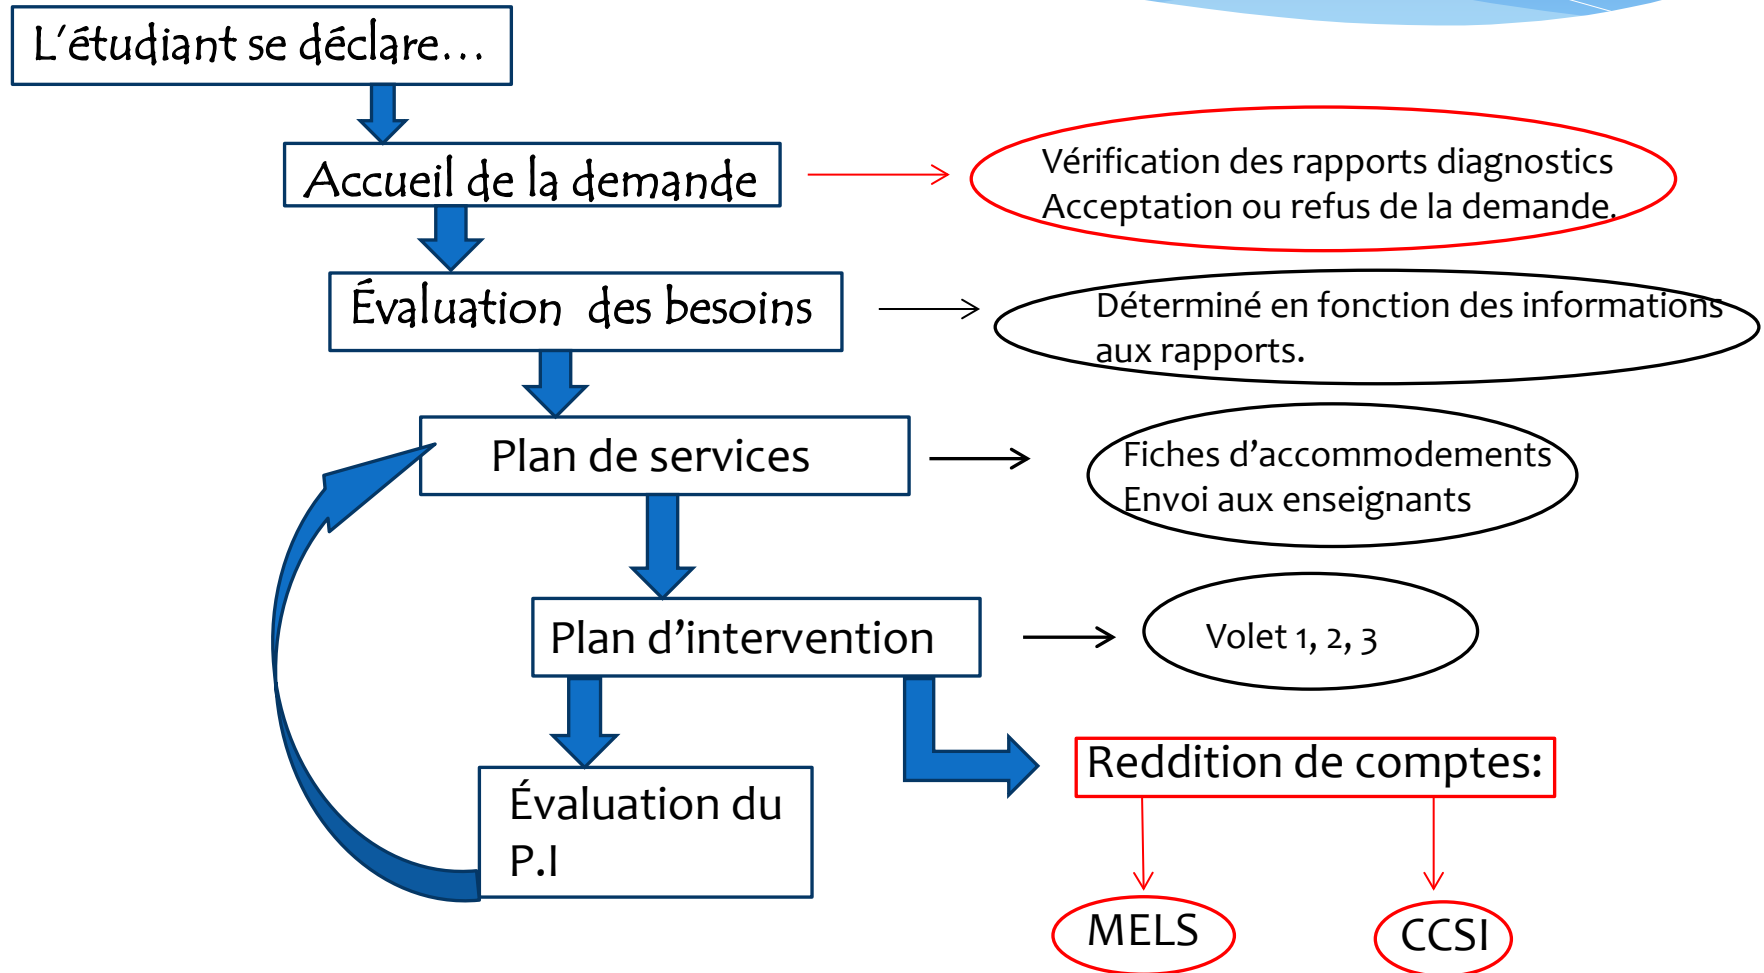 L'étudiant se déclare…
Accueil de la demande
Vérification des rapports diagnostics
Acceptation ou refus de la demande.
Évaluation des besoins
Déterminé en fonction des informations
aux rapports.
Plan de services
Fiches d'accommodements
Envoi aux enseignants
Plan d'intervention
Volet 1, 2, 3
Évaluation du
P.I
Reddition de comptes:
MELS
CCSI